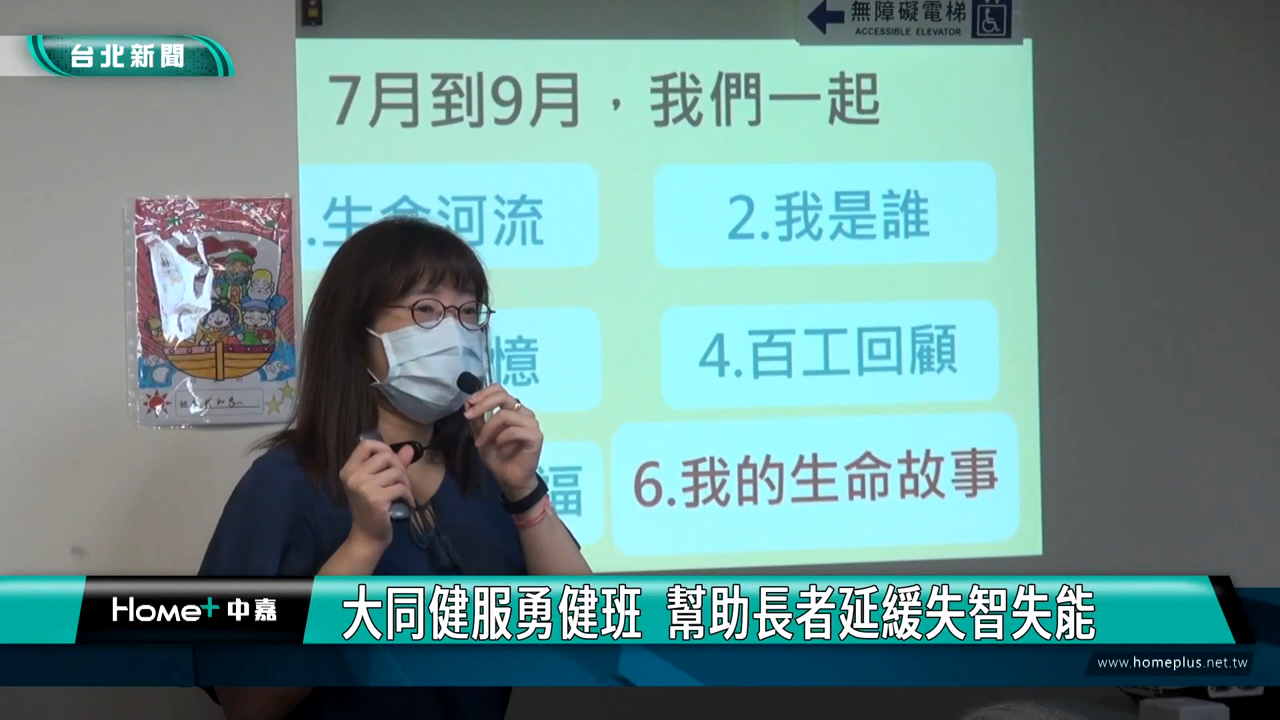 無障礙電梯
ACCESSIBLE ELEVATOR
台北新聞
7月到9月，我們一起
.生命河流
2.我是誰
憶
4.百工回顧
福
6.我的生命故事
Home+中嘉
大同健服勇健班 幫助長者延緩失智失能
www.homeplus.net.tw